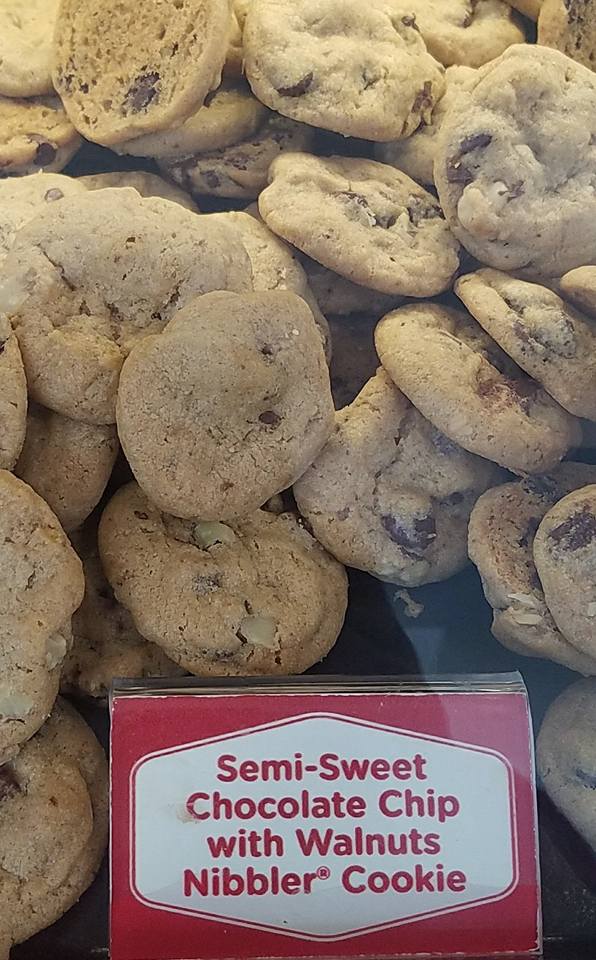 Semi-Sweet
Chocolate Chip
with Walnuts
Nibbler® Cookie